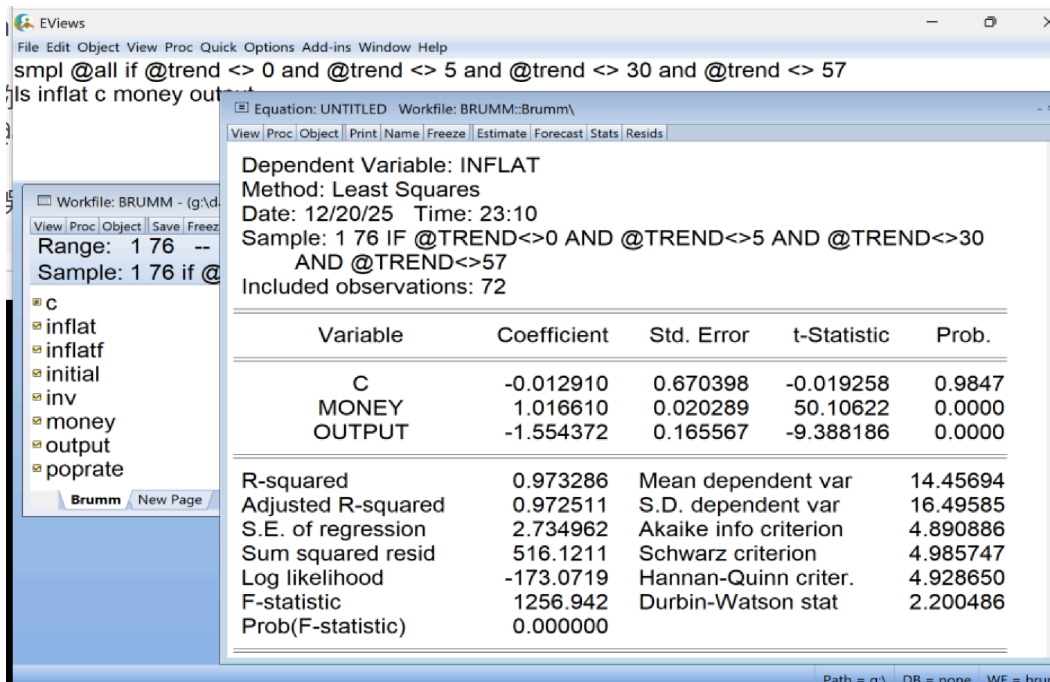 EViews
File Edit Object View Proc Quick Options Add-ins Window Help
smpl @all if @trend <> 0 and @trend <> 5 and @trend <> 30 and @trend <> 57
ls inflat c money output
Equation: UNTITLED Workfile: BRUMM::Brumm\
View Proc Object Print Name Freeze Estimate Forecast Stats Resids
Dependent Variable: INFLAT
Method: Least Squares
Date: 12/20/25 Time: 23:10
Sample: 1 76 IF @TREND<>0 AND @TREND<>5 AND @TREND<>30
AND @TREND<>57
Included observations: 72
Variable Coefficient Std. Error t-Statistic Prob.
C -0.012910 0.670398 -0.019258 0.9847
MONEY 1.016610 0.020289 50.10622 0.0000
OUTPUT -1.554372 0.165567 -9.388186 0.0000
R-squared 0.973286 Mean dependent var 14.45694
Adjusted R-squared 0.972511 S.D. dependent var 16.49585
S.E. of regression 2.734962 Akaike info criterion 4.890886
Sum squared resid 516.1211 Schwarz criterion 4.985747
Log likelihood -173.0719 Hannan-Quinn criter. 4.928650
F-statistic 1256.942 Durbin-Watson stat 2.200486
Prob(F-statistic) 0.000000
Workfile: BRUMM - (g:\d
View Proc Object Save Freez
Range: 1 76 --
Sample: 1 76 if @
c
inflat
inflatf
initial
inv
money
output
poprate
Brumm New Page
Path = g:\ DB = none WF = brum